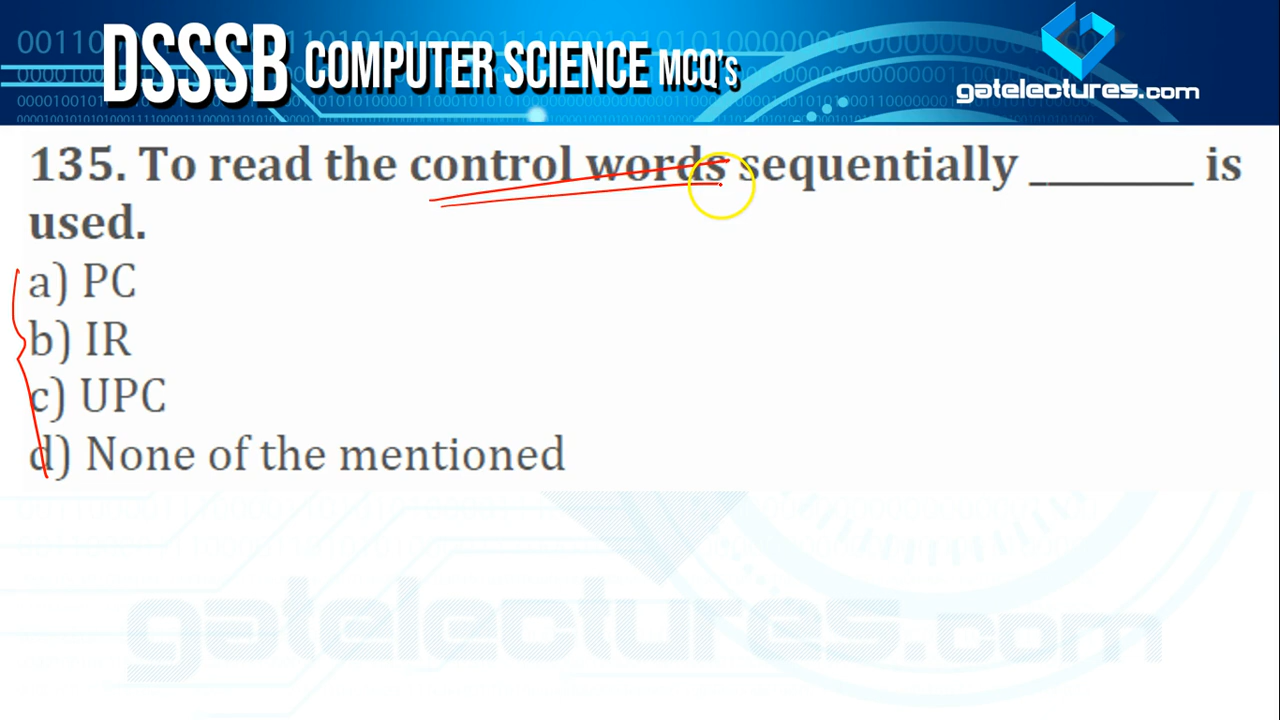 DSSSB COMPUTER SCIENCE MCQ's
gatelectures.com
135. To read the control words sequentially _________ is
used.
a) PC
b) IR
c) UPC
d) None of the mentioned
gatelectures.com